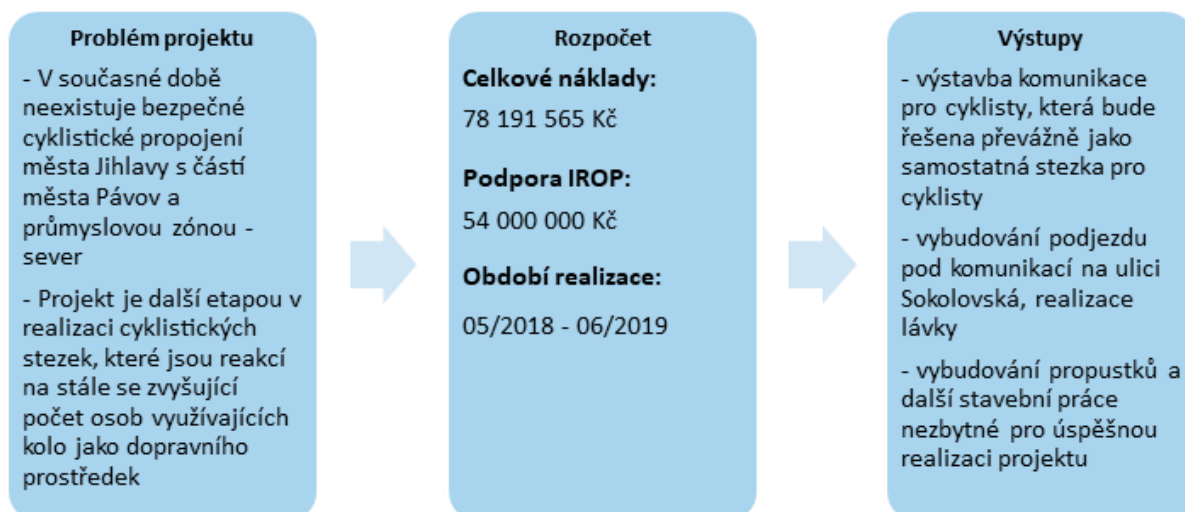 Problém projektu
- V současné době
neexistuje bezpečné
cyklistické propojení
města Jihlavy s částí
města Pávov a
průmyslovou zónou -
sever
- Projekt je další etapou v
realizaci cyklistických
stezek, které jsou reakcí
na stále se zvyšující
počet osob využívajících
kolo jako dopravního
prostředek
Rozpočet
Celkové náklady:
78 191 565 Kč
Podpora IROP:
54 000 000 Kč
Období realizace:
05/2018 - 06/2019
Výstupy
- výstavba komunikace
pro cyklisty, která bude
řešena převážně jako
samostatná stezka pro
cyklisty
- vybudování podjezdu
pod komunikací na ulici
Sokolovská, realizace
lávky
- vybudování propustků a
další stavební práce
nezbytné pro úspěšnou
realizaci projektu